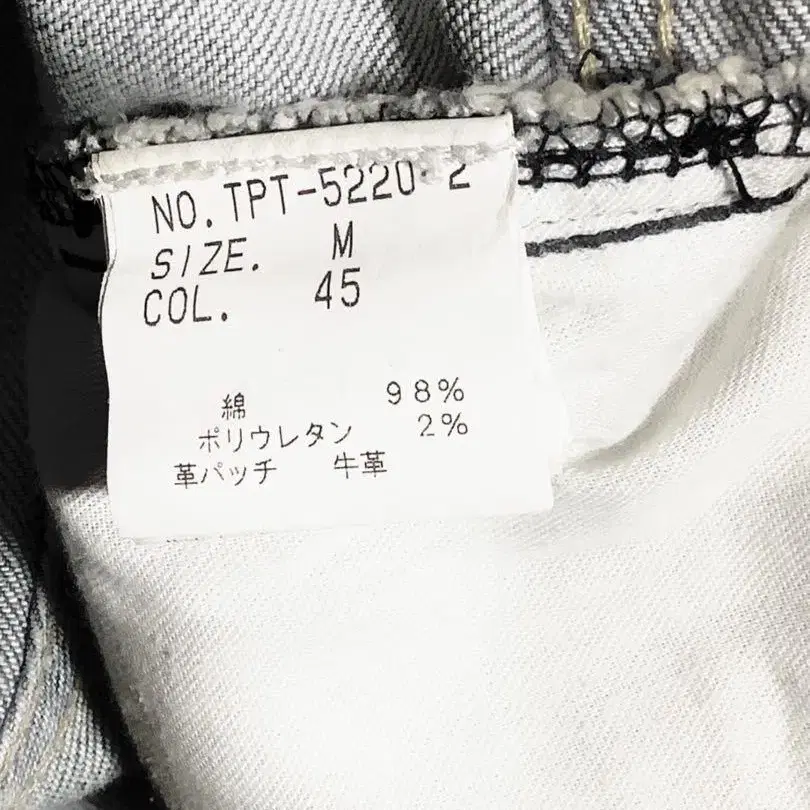 NO. TPT-5220 2
SIZE. M
COL. 45
綿 98%
ポリウレタン 2%
革パッチ 牛革